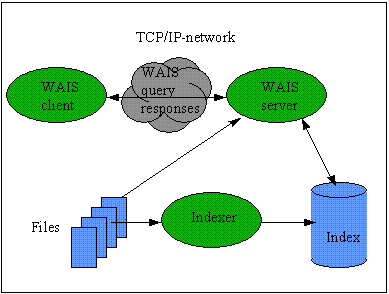 TCP/IP-network
WAIS
client
WAIS
query
responses
WAIS
server
Files
Indexer
Index